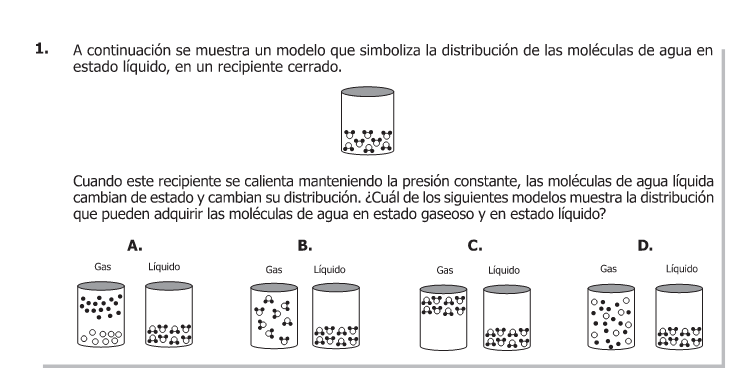 1. A continuación se muestra un modelo que simboliza la distribución de las moléculas de agua en
estado líquido, en un recipiente cerrado.
Cuando este recipiente se calienta manteniendo la presión constante, las moléculas de agua líquida
cambian de estado y cambian su distribución. ¿Cuál de los siguientes modelos muestra la distribución
que pueden adquirir las moléculas de agua en estado gaseoso y en estado líquido?
A. B. C. D.
Gas Líquido Gas Líquido Gas Líquido Gas Líquido